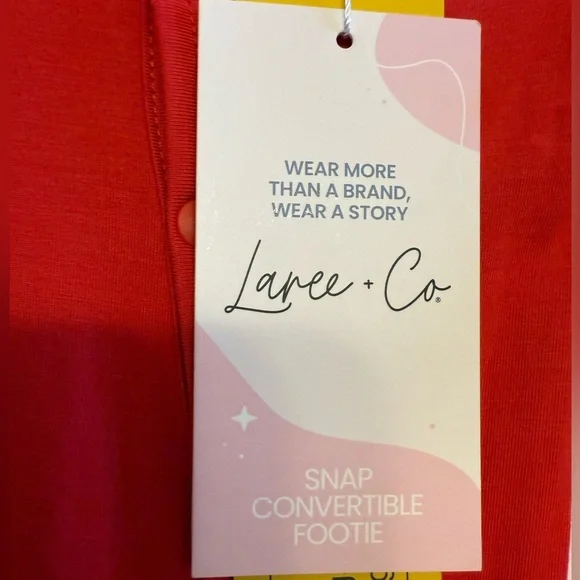 WEAR MORE
THAN A BRAND,
WEAR A STORY
Laree + Co®
SNAP
CONVERTIBLE
FOOTIE